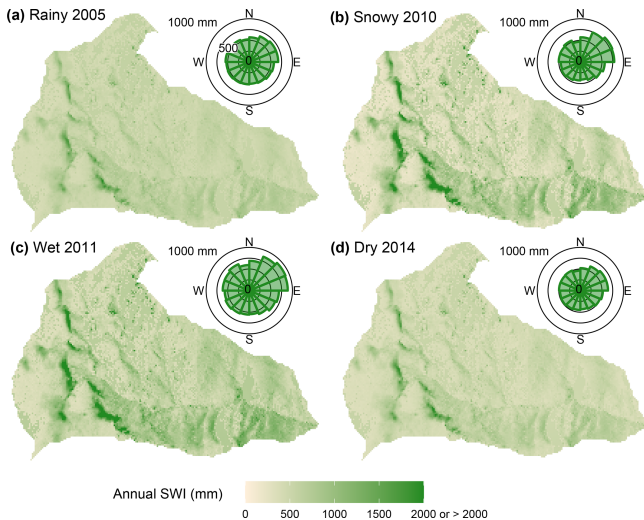 (a) Rainy 2005
1000 mm
N
500
0
W
E
S
(b) Snowy 2010
1000 mm
N
0
W
E
S
(c) Wet 2011
1000 mm
N
0
W
E
S
(d) Dry 2014
1000 mm
N
0
W
E
S
Annual SWI (mm)
0 500 1000 1500 2000 or > 2000